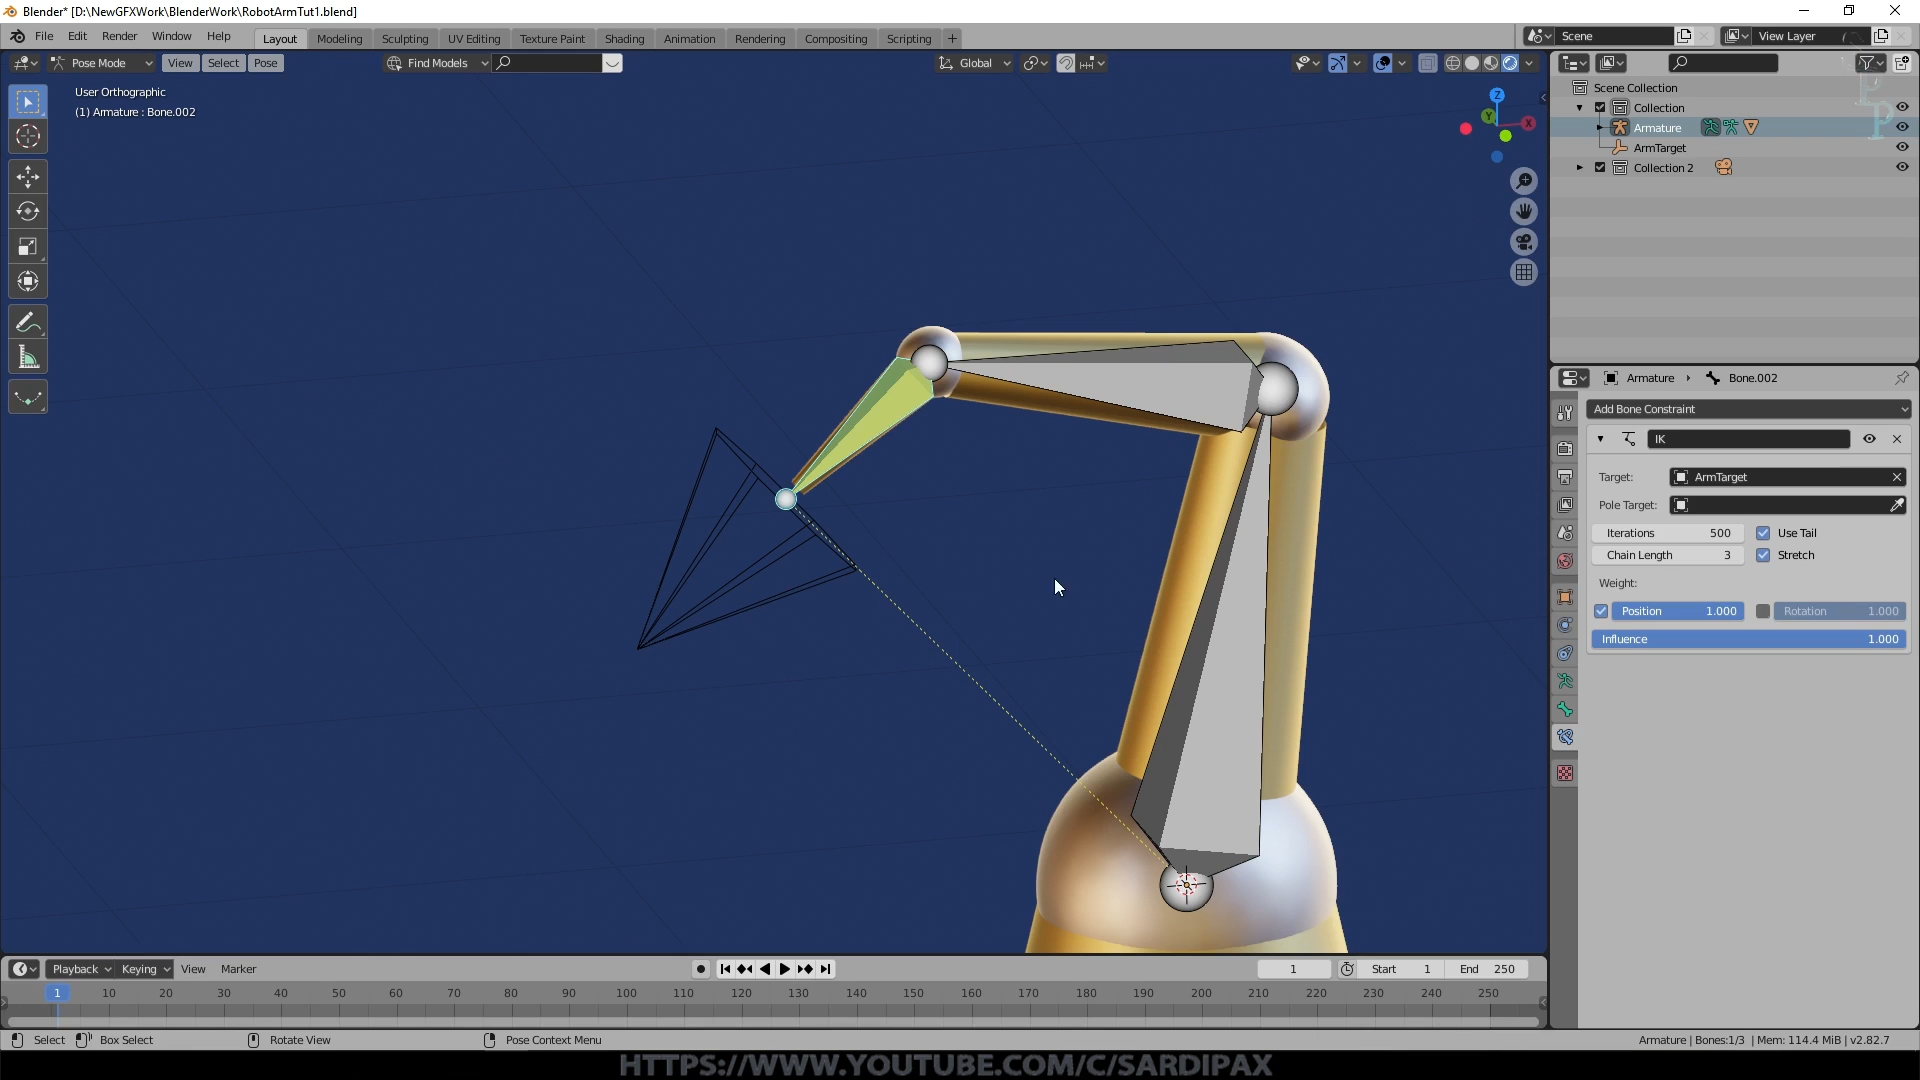 Blender* [D:\NewGFXWork\BlenderWork\RobotArmTut1.blend]
File Edit Render Window Help
Layout Modeling Sculpting UV Editing Texture Paint Shading Animation Rendering Compositing Scripting +
Scene View Layer
Pose Mode View Select Pose Find Models Global
User Orthographic
(1) Armature : Bone.002
Z
Y
X
Scene Collection
Collection
Armature
ArmTarget
Collection 2
Armature › Bone.002
Add Bone Constraint
IK
Target: ArmTarget
Pole Target:
Iterations 500 Use Tail
Chain Length 3 Stretch
Weight:
Position 1.000 Rotation 1.000
Influence 1.000
Playback Keying View Marker
1 Start 1 End 250
1 10 20 30 40 50 60 70 80 90 100 110 120 130 140 150 160 170 180 190 200 210 220 230 240 250
Select Box Select Rotate View Pose Context Menu
Armature | Bones:1/3 | Mem: 114.4 MiB | v2.82.7
HTTPS://WWW.YOUTUBE.COM/C/SARDIPAX